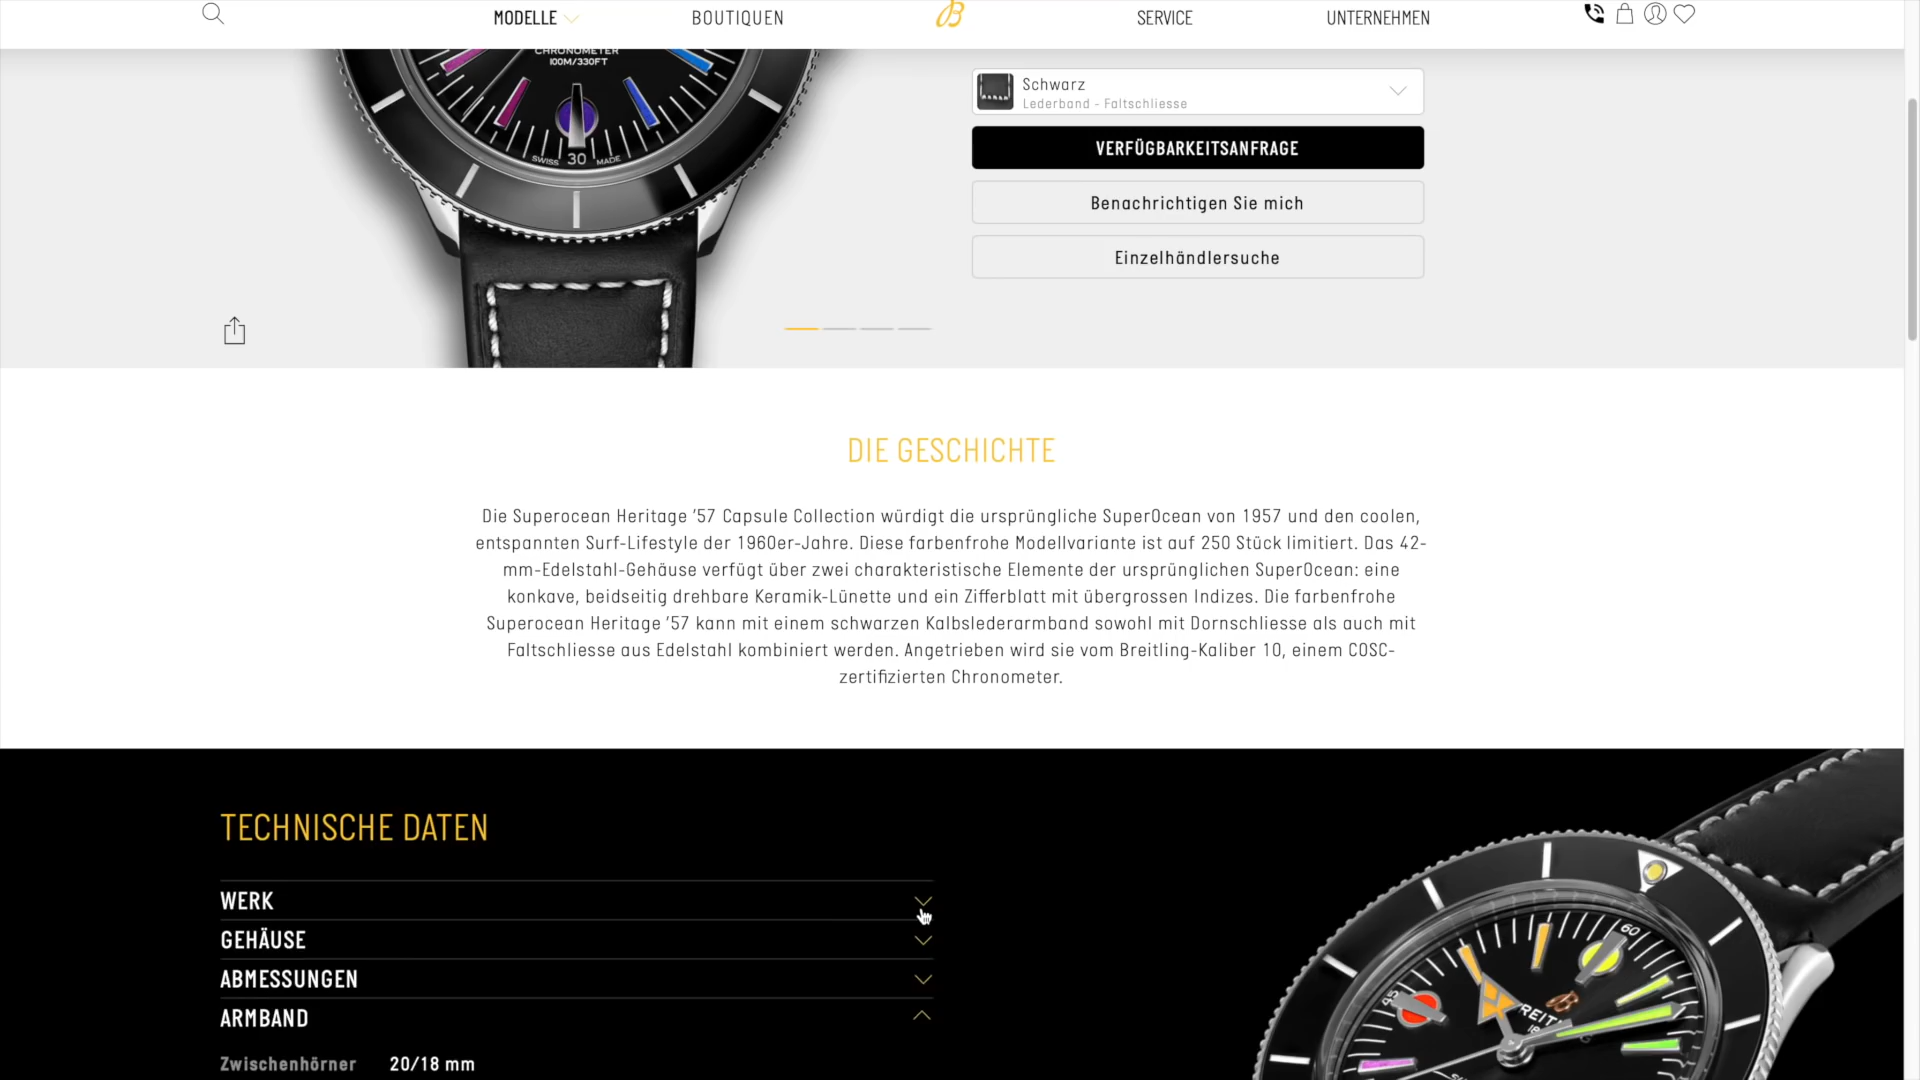 MODELLE
BOUTIQUEN
SERVICE
UNTERNEHMEN
CHRONOMETER
100M/330FT
SWISS 30 MADE
Schwarz
Lederband - Faltschliesse
VERFÜGBARKEITSANFRAGE
Benachrichtigen Sie mich
Einzelhändlersuche
DIE GESCHICHTE
Die Superocean Heritage ’57 Capsule Collection würdigt die ursprüngliche SuperOcean von 1957 und den coolen,
entspannten Surf-Lifestyle der 1960er-Jahre. Diese farbenfrohe Modellvariante ist auf 250 Stück limitiert. Das 42-
mm-Edelstahl-Gehäuse verfügt über zwei charakteristische Elemente der ursprünglichen SuperOcean: eine
konkave, beidseitig drehbare Keramik-Lünette und ein Zifferblatt mit übergrossen Indizes. Die farbenfrohe
Superocean Heritage ’57 kann mit einem schwarzen Kalbslederarmband sowohl mit Dornschliesse als auch mit
Faltschliesse aus Edelstahl kombiniert werden. Angetrieben wird sie vom Breitling-Kaliber 10, einem COSC-
zertifizierten Chronometer.
TECHNISCHE DATEN
WERK
GEHÄUSE
ABMESSUNGEN
ARMBAND
Zwischenhörner 20/18 mm
60
45